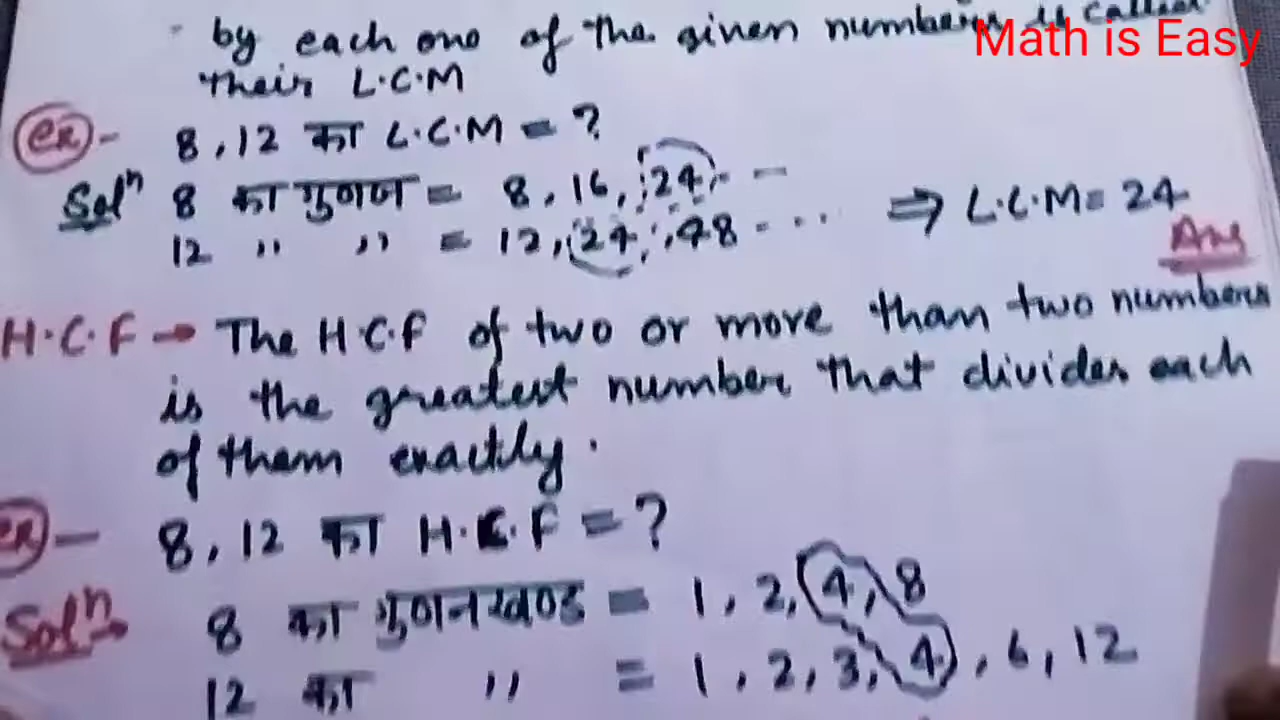 by each one of the given numbers is called
their L.C.M
Math is Easy
ex - 8, 12 का L.C.M = ?
Solⁿ 8 का गुणज = 8, 16, 24, - -
12 " " = 12, 24, 48 - - - - ⇒ L.C.M = 24
Ans
H.C.F → The H.C.F of two or more than two numbers
is the greatest number that divides each
of them exactly.
ex - 8, 12 का H.C.F = ?
Solⁿ→ 8 का गुणनखण्ड = 1, 2, 4, 8
12 का " = 1, 2, 3, 4, 6, 12